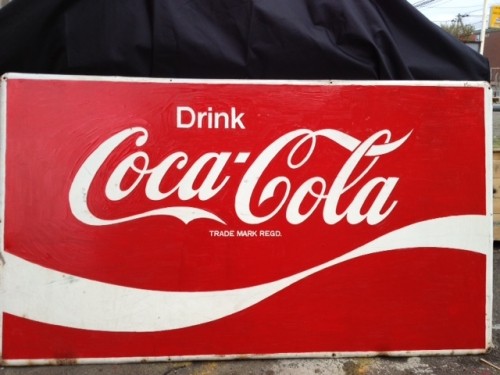 Drink
Coca-Cola
TRADE MARK REGD.